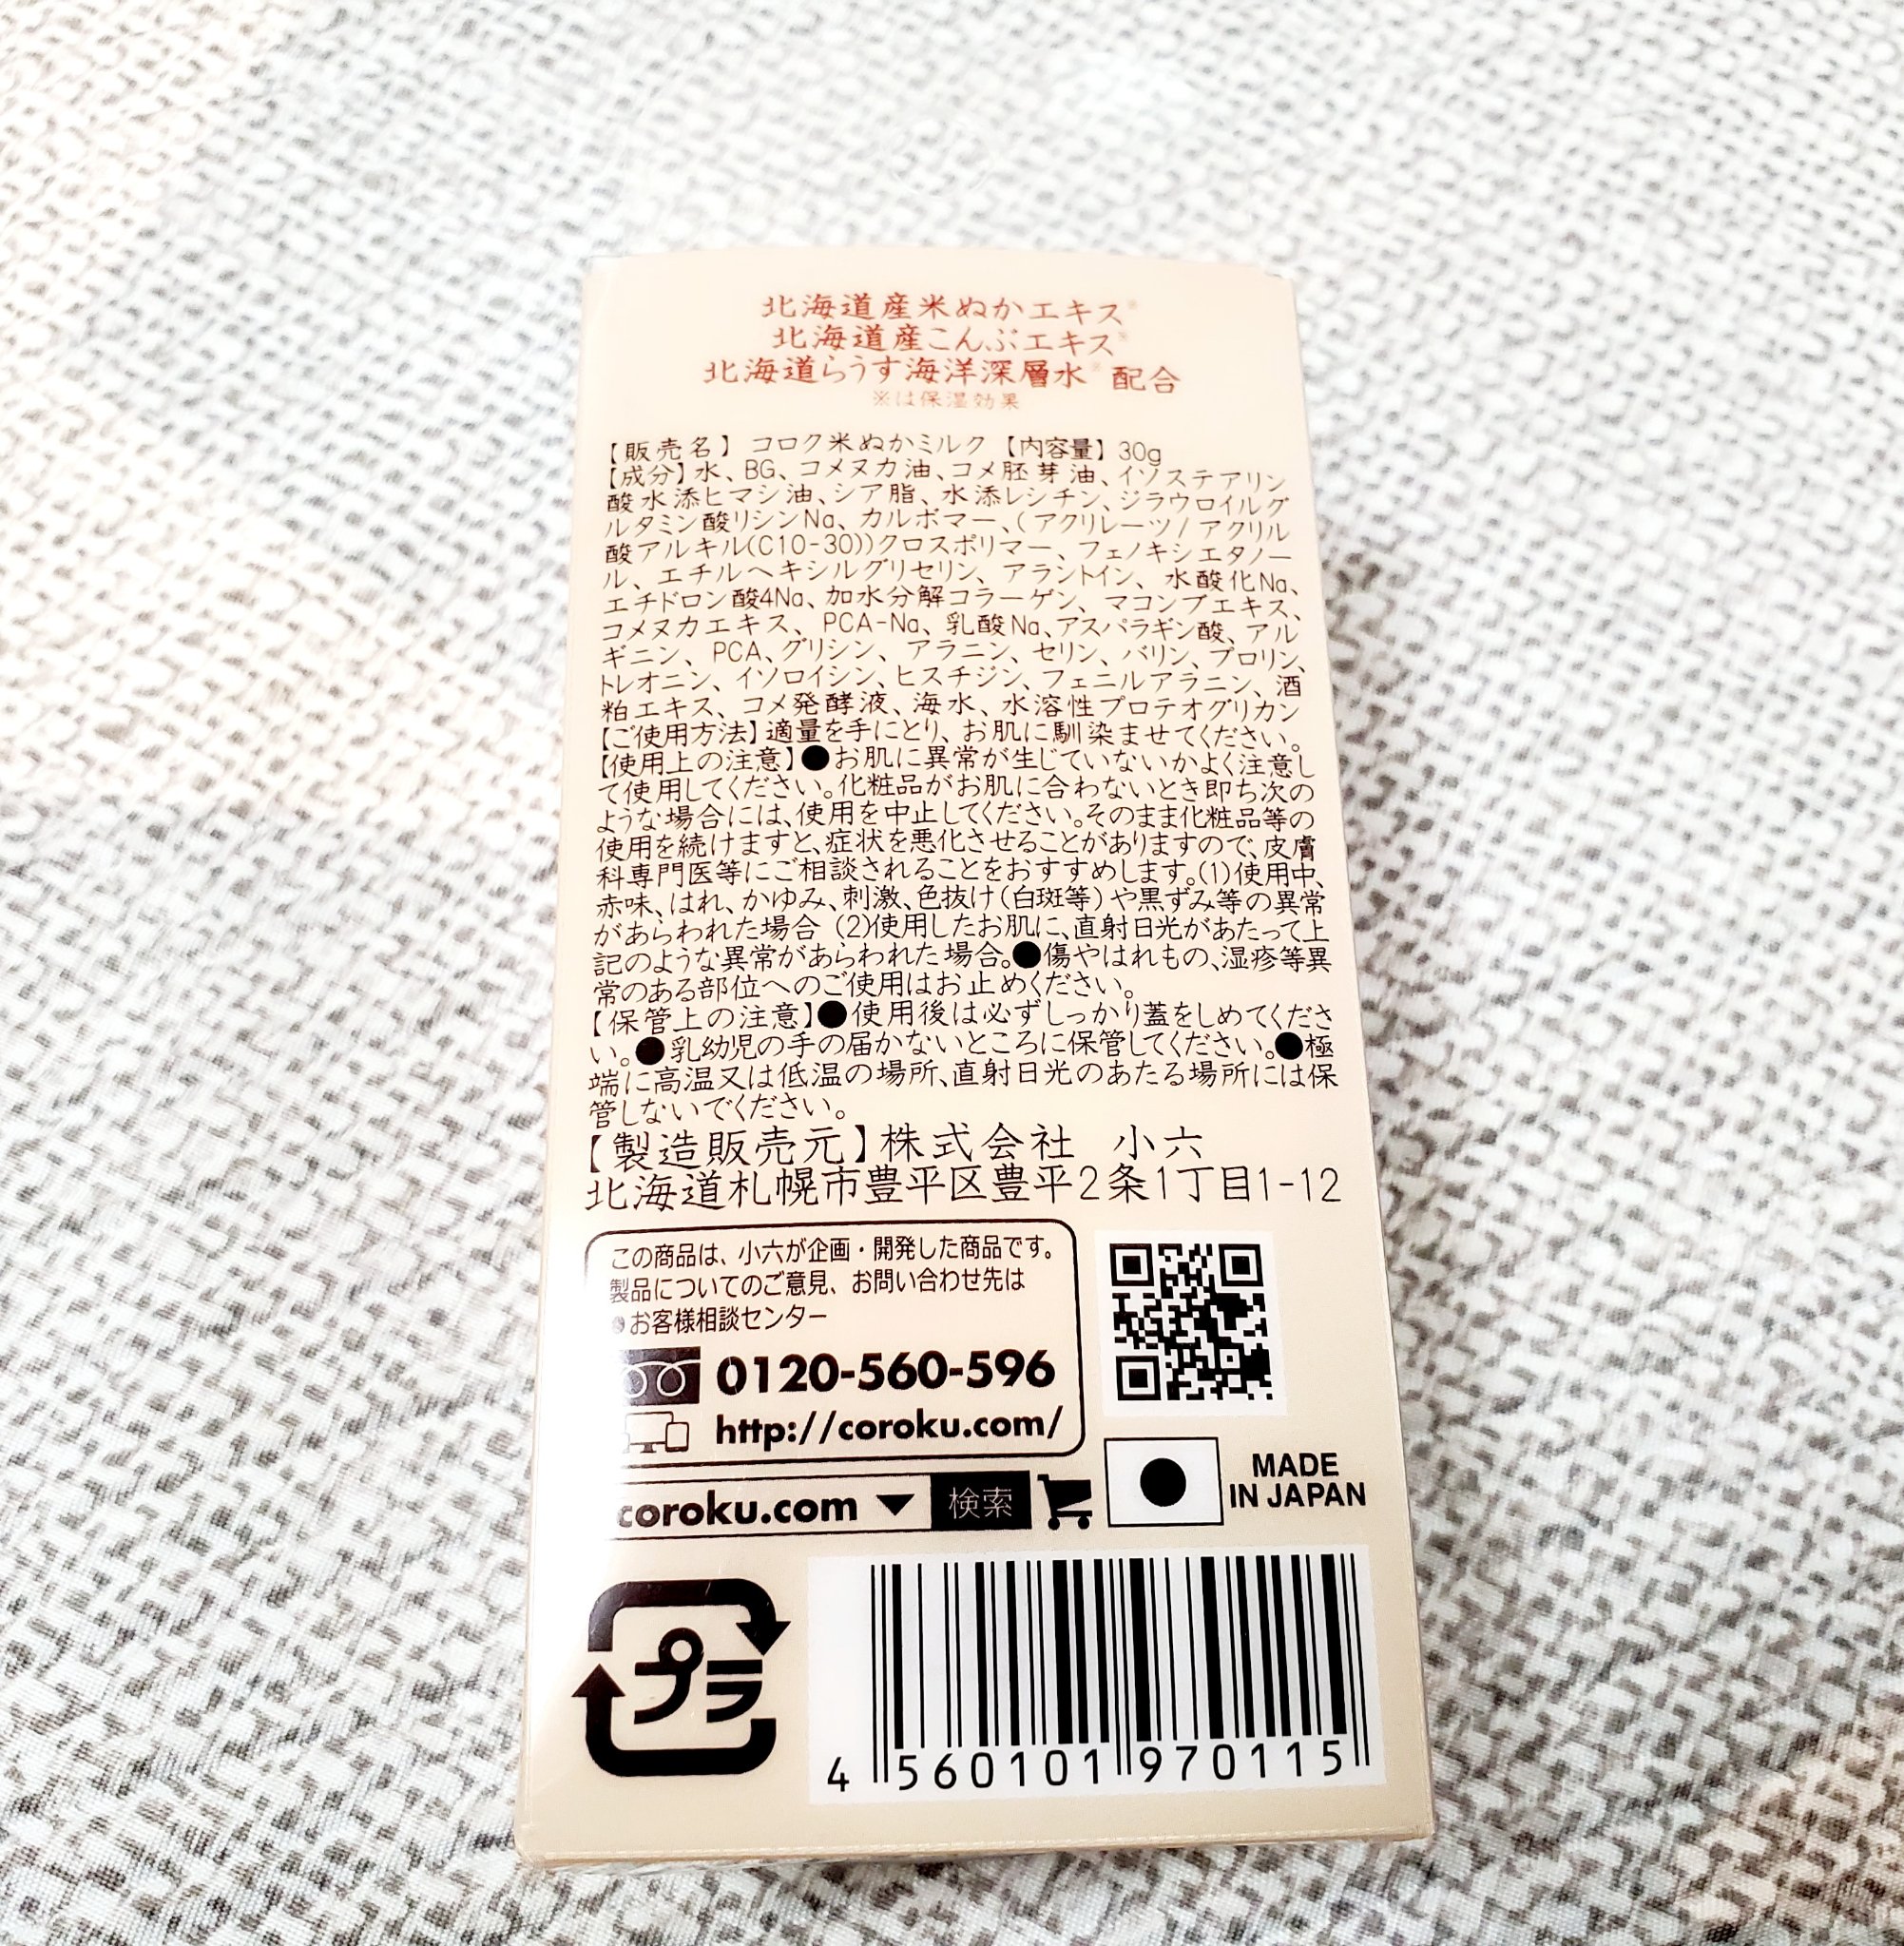 北海道産米ぬかエキス※
北海道産こんぶエキス※
北海道らうす海洋深層水※ 配合
※は保湿効果
【販売名】コロク米ぬかミルク【内容量】30g
【成分】水、BG、コメヌカ油、コメ胚芽油、イソステアリン
酸水添ヒマシ油、シア脂、水添レシチン、ジラウロイルグ
ルタミン酸リシンNa、カルボマー、(アクリレーツ/アクリル
酸アルキル(C10-30))クロスポリマー、フェノキシエタノー
ル、エチルヘキシルグリセリン、アラントイン、水酸化Na、
エチドロン酸4Na、加水分解コラーゲン、マコンブエキス、
コメヌカエキス、PCA-Na、乳酸Na、アスパラギン酸、アル
ギニン、PCA、グリシン、アラニン、セリン、バリン、プロリン、
トレオニン、イソロイシン、ヒスチジン、フェニルアラニン、酒
粕エキス、コメ発酵液、海水、水溶性プロテオグリカン
【ご使用方法】適量を手にとり、お肌に馴染ませてください。
【使用上の注意】●お肌に異常が生じていないかよく注意し
て使用してください。化粧品がお肌に合わないとき即ち次の
ような場合には、使用を中止してください。そのまま化粧品等の
使用を続けますと、症状を悪化させることがありますので、皮膚
科専門医等にご相談されることをおすすめします。(1)使用中、
赤味、はれ、かゆみ、刺激、色抜け(白斑等)や黒ずみ等の異常
があらわれた場合 (2)使用したお肌に、直射日光があたって上
記のような異常があらわれた場合。●傷やはれもの、湿疹等異
常のある部位へのご使用はお止めください。
【保管上の注意】●使用後は必ずしっかり蓋をしめてくださ
い。●乳幼児の手の届かないところに保管してください。●極
端に高温又は低温の場所、直射日光のあたる場所には保
管しないでください。
【製造販売元】株式会社 小六
北海道札幌市豊平区豊平2条1丁目1-12
この商品は、小六が企画・開発した商品です。
製品についてのご意見、お問い合わせ先は
お客様相談センター
0120-560-596
http://coroku.com/
coroku.com ▼ 検索
MADE
IN JAPAN
プラ
4 560101 970115